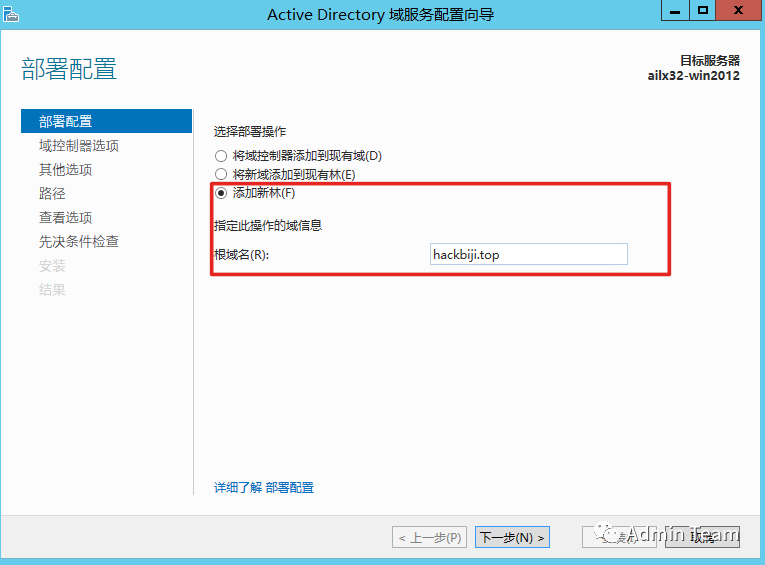 Active Directory 域服务配置向导
部署配置
目标服务器
ailx32-win2012
部署配置
域控制器选项
其他选项
路径
查看选项
先决条件检查
安装
结果
选择部署操作
将域控制器添加到现有域(D)
将新域添加到现有林(E)
添加新林(F)
指定此操作的域信息
根域名(R):
hackbiji.top
详细了解 部署配置
< 上一步(P)
下一步(N) >
取消
Admin Team